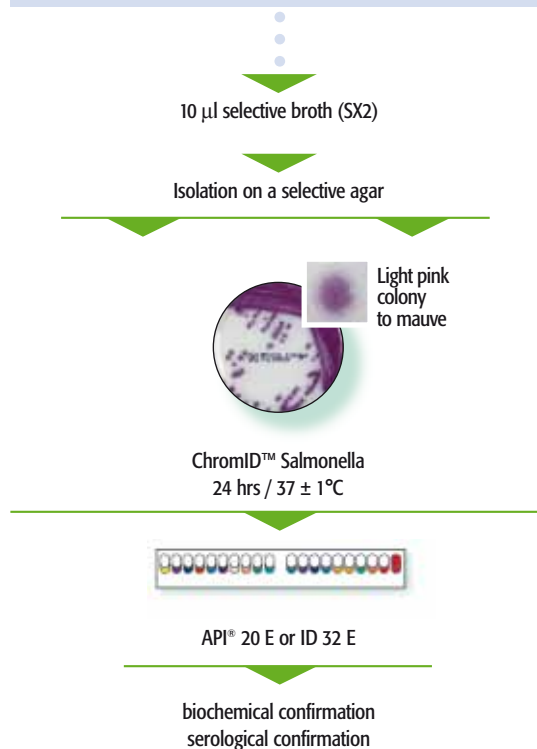 10 µl selective broth (SX2)
Isolation on a selective agar
Light pink
colony
to mauve
ChromID™ Salmonella
24 hrs / 37 ± 1°C
API® 20 E or ID 32 E
biochemical confirmation
serological confirmation